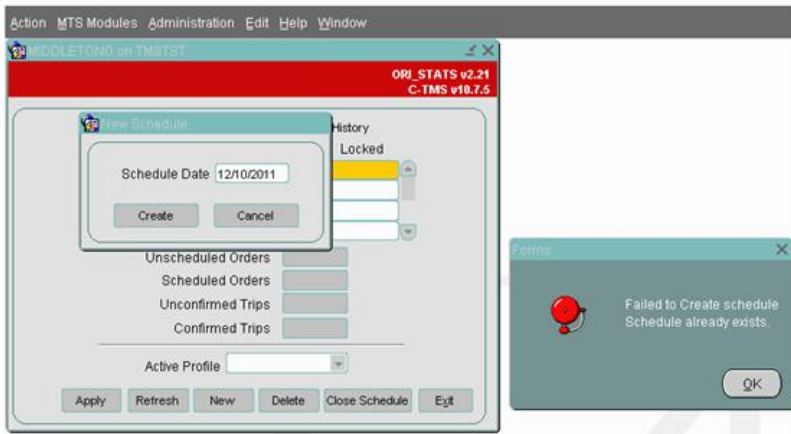 Action MTS Modules Administration Edit Help Window
MIDDLETONG on TMSTST
ORI_STATS v2.21
C-TMS v10.7.5
New Schedule
History
Locked
Schedule Date 12/10/2011
Create Cancel
Unscheduled Orders
Scheduled Orders
Unconfirmed Trips
Confirmed Trips
Active Profile
Apply Refresh New Delete Close Schedule Exit
Forms
Failed to Create schedule
Schedule already exists.
OK